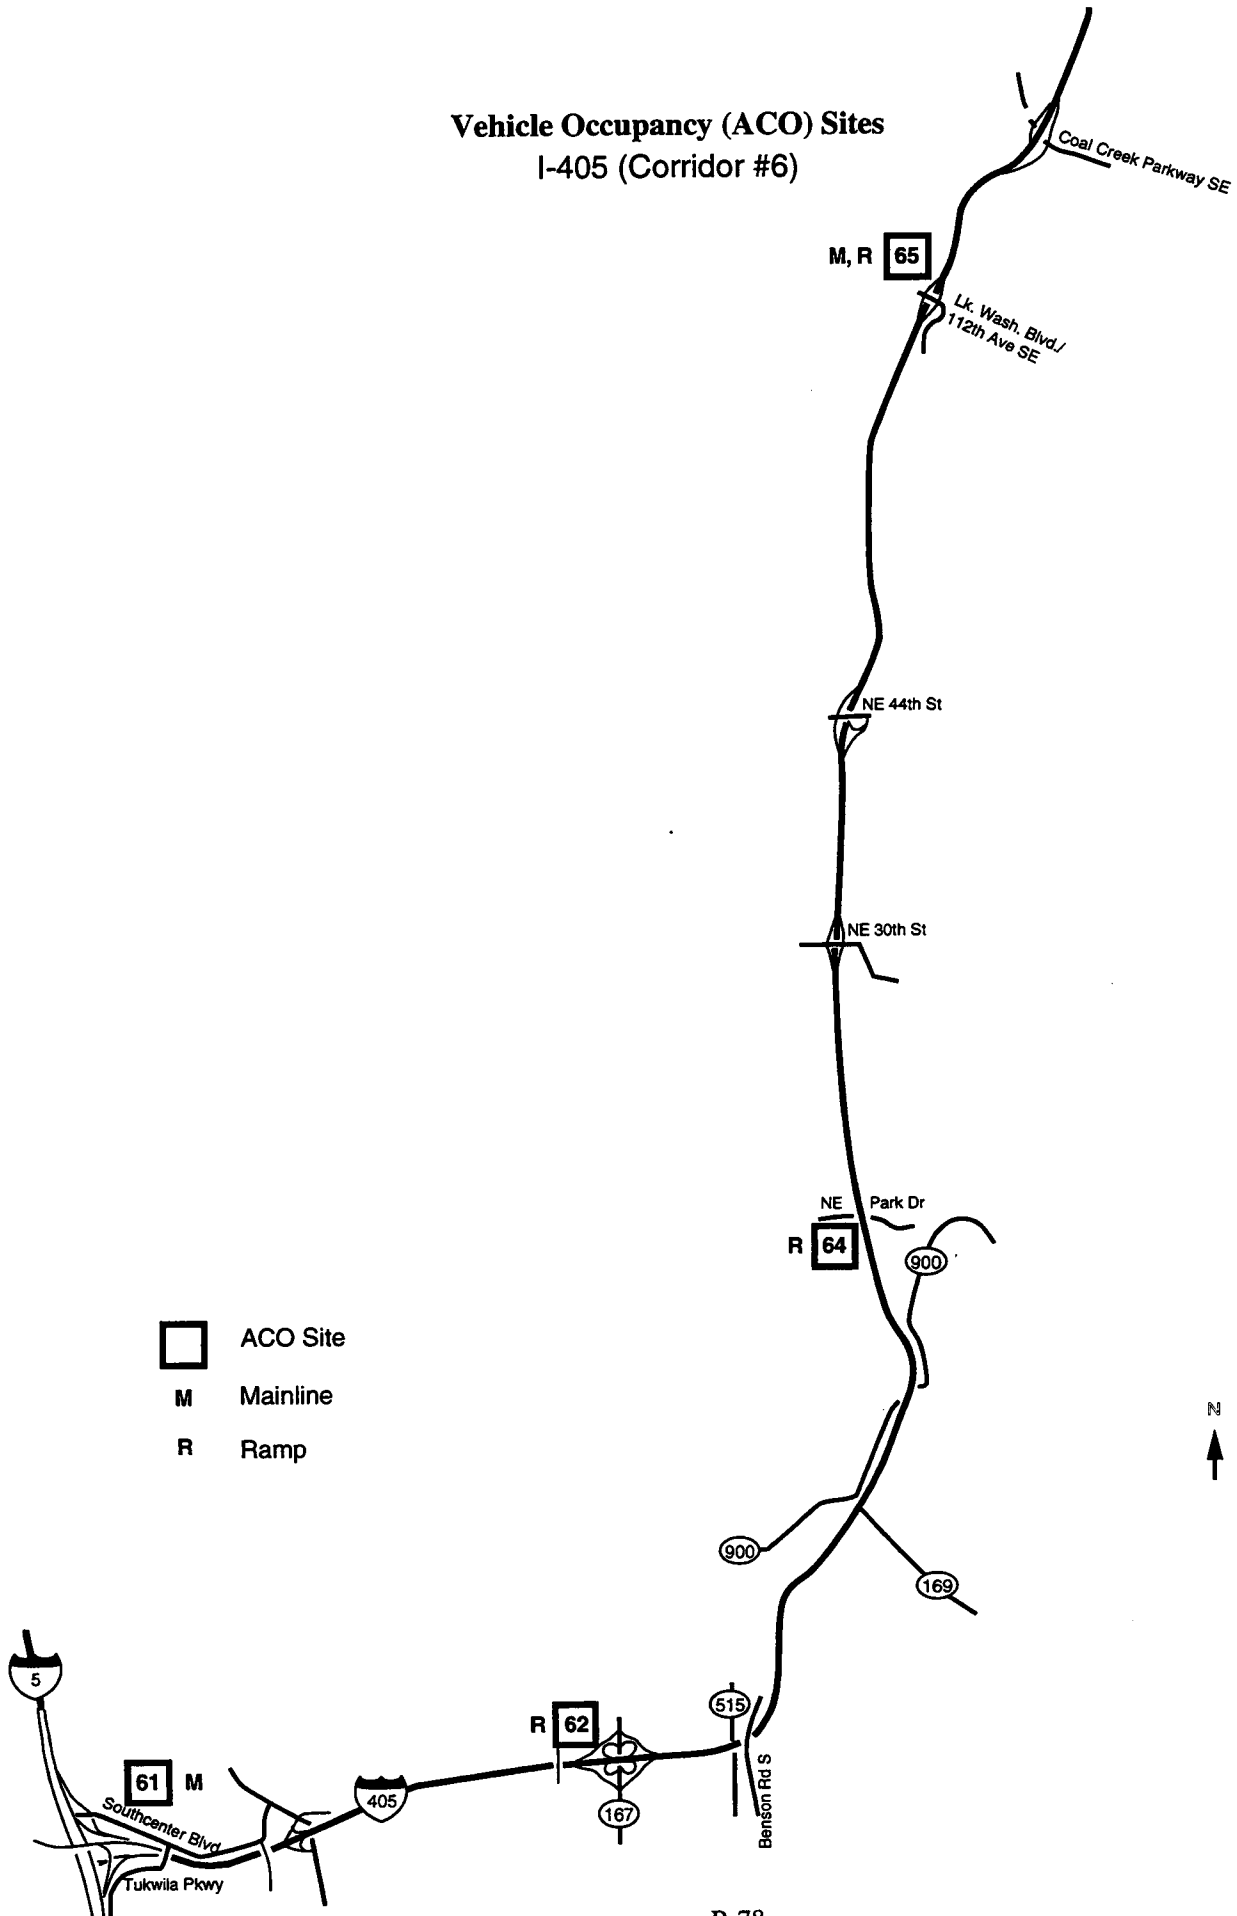 Vehicle Occupancy (ACO) Sites
I-405 (Corridor #6)
Coal Creek Parkway SE
M, R 65
Lk. Wash. Blvd./
112th Ave SE
NE 44th St
NE 30th St
NE Park Dr
R 64
900
ACO Site
M Mainline
R Ramp
N
900
169
5
515
R 62
61 M
405
167
Benson Rd S
Southcenter Blvd
Tukwila Pkwy